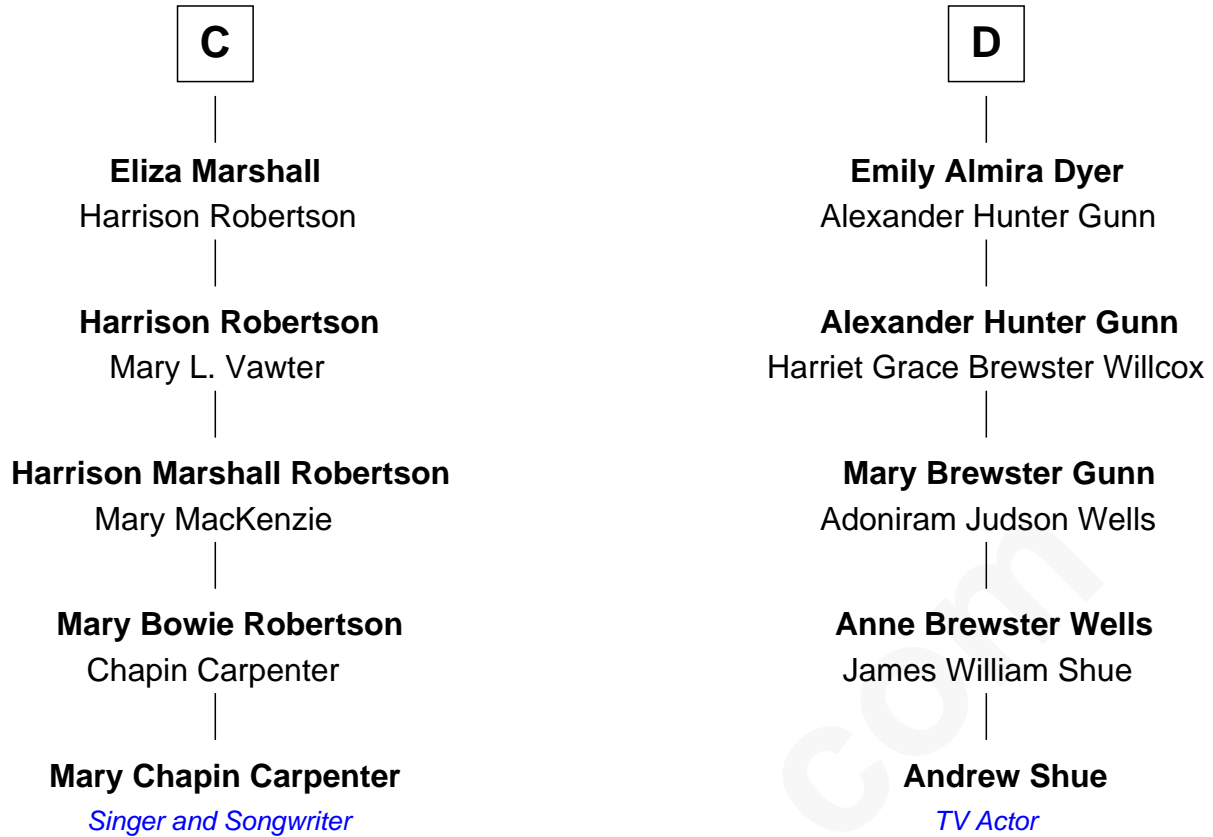 C
Eliza Marshall
Harrison Robertson
Harrison Robertson
Mary L. Vawter
Harrison Marshall Robertson
Mary MacKenzie
Mary Bowie Robertson
Chapin Carpenter
Mary Chapin Carpenter
Singer and Songwriter
D
Emily Almira Dyer
Alexander Hunter Gunn
Alexander Hunter Gunn
Harriet Grace Brewster Willcox
Mary Brewster Gunn
Adoniram Judson Wells
Anne Brewster Wells
James William Shue
Andrew Shue
TV Actor
com